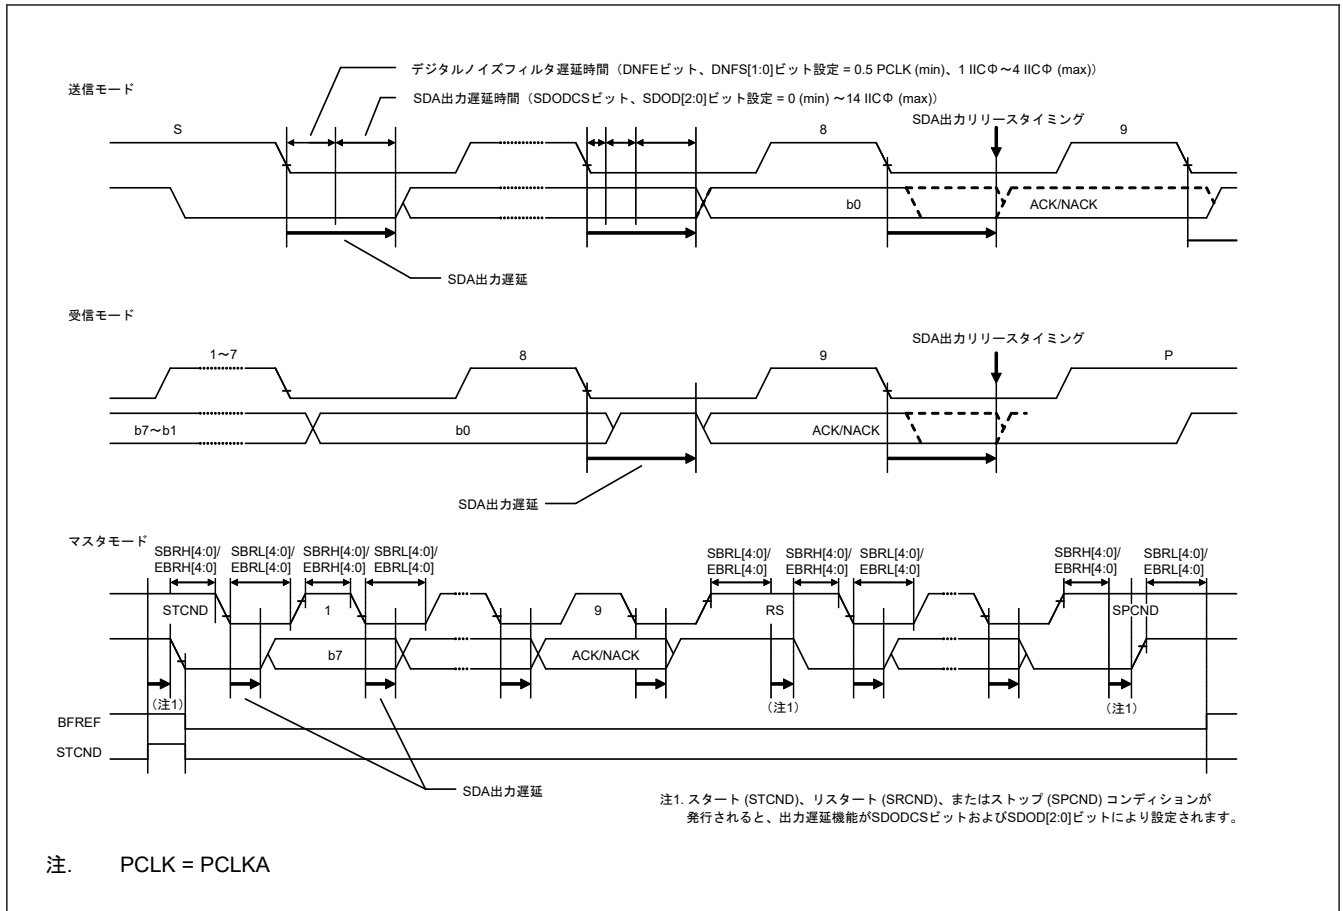 デジタルノイズフィルタ遅延時間（DNFEビット、DNFS[1:0]ビット設定 = 0.5 PCLK (min)、1 IICΦ～4 IICΦ (max)）
送信モード
SDA出力遅延時間（SDODCSビット、SDOD[2:0]ビット設定 = 0 (min) ～14 IICΦ (max)）
SDA出力リリースタイミング
S
8
9
b0
ACK/NACK
SDA出力遅延
受信モード
SDA出力リリースタイミング
1～7
8
9
P
b7～b1
b0
ACK/NACK
SDA出力遅延
マスタモード
SBRH[4:0]/ SBRL[4:0]/ SBRH[4:0]/ SBRL[4:0]/ SBRL[4:0]/ SBRH[4:0]/ SBRL[4:0]/ SBRH[4:0]/ SBRL[4:0]/
EBRH[4:0] EBRL[4:0] EBRH[4:0] EBRL[4:0] EBRL[4:0] EBRH[4:0] EBRL[4:0] EBRH[4:0] EBRL[4:0]
STCND 1 9 RS SPCND
b7 ACK/NACK
（注1） （注1） （注1）
BFREF
STCND
SDA出力遅延
注1. スタート (STCND)、リスタート (SRCND)、またはストップ (SPCND) コンディションが
発行されると、出力遅延機能がSDODCSビットおよびSDOD[2:0]ビットにより設定されます。
注. PCLK = PCLKA